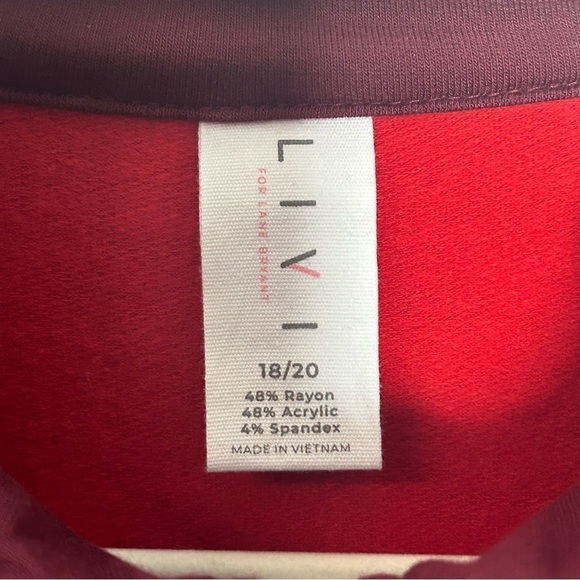 LIVI
FOR LANE BRYANT
18/20
48% Rayon
48% Acrylic
4% Spandex
MADE IN VIETNAM